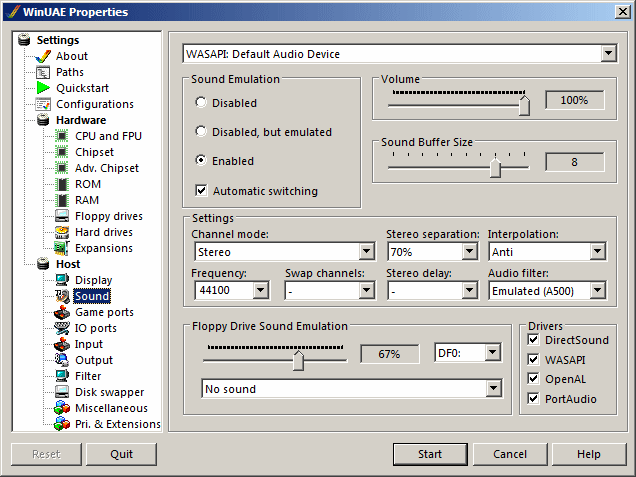 WinUAE Properties
Settings
About
Paths
Quickstart
Configurations
Hardware
CPU and FPU
Chipset
Adv. Chipset
ROM
RAM
Floppy drives
Hard drives
Expansions
Host
Display
Sound
Game ports
IO ports
Input
Output
Filter
Disk swapper
Miscellaneous
Pri. & Extensions
WASAPI: Default Audio Device
Sound Emulation
Disabled
Disabled, but emulated
Enabled
Automatic switching
Volume
100%
Sound Buffer Size
8
Settings
Channel mode: Stereo separation: Interpolation:
Stereo 70% Anti
Frequency: Swap channels: Stereo delay: Audio filter:
44100 - - Emulated (A500)
Floppy Drive Sound Emulation
67% DF0:
No sound
Drivers
DirectSound
WASAPI
OpenAL
PortAudio
Reset Quit Start Cancel Help